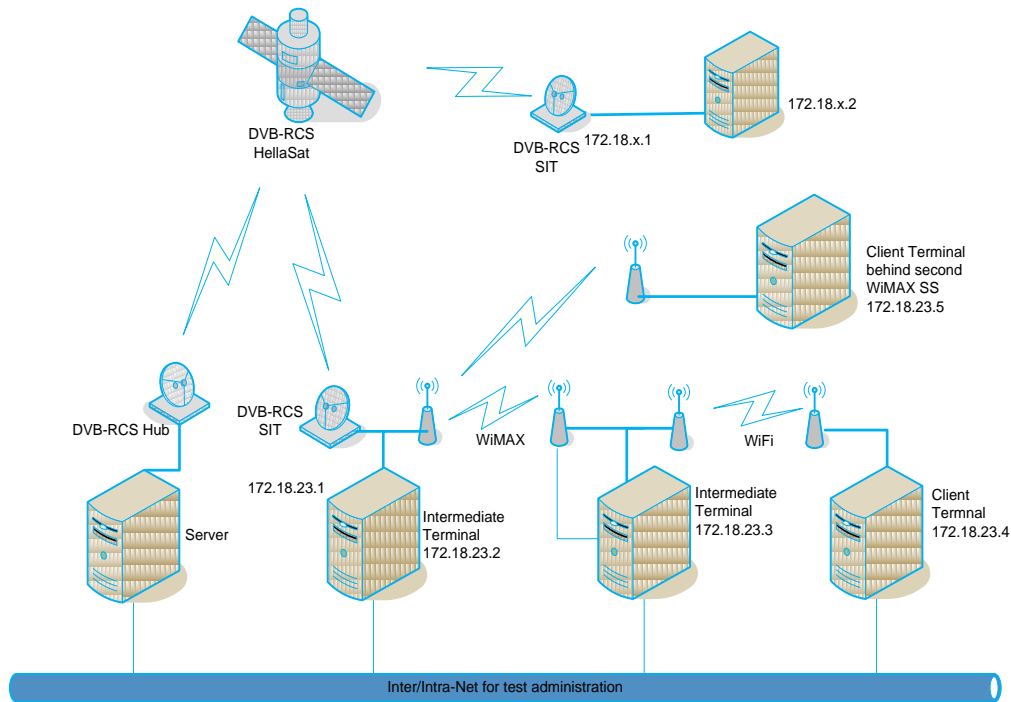 DVB-RCS
HellaSat
DVB-RCS
SIT
172.18.x.1
172.18.x.2
Client Terminal
behind second
WiMAX SS
172.18.23.5
DVB-RCS Hub
DVB-RCS
SIT
WiMAX
WiFi
172.18.23.1
Server
Intermediate
Terminal
172.18.23.2
Intermediate
Terminal
172.18.23.3
Client
Termnal
172.18.23.4
Inter/Intra-Net for test administration